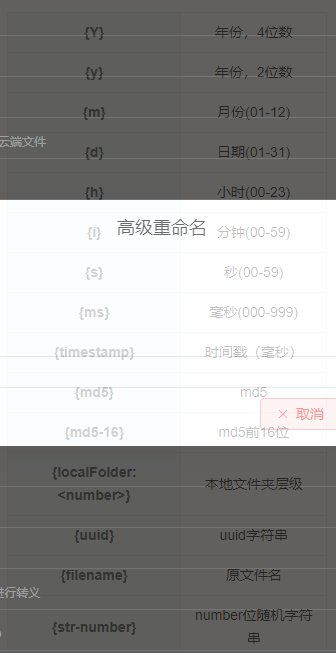 {Y} 年份，4位数
{y} 年份，2位数
{m} 月份(01-12)
云端文件
{d} 日期(01-31)
{h} 小时(00-23)
高级重命名
{i} 分钟(00-59)
{s} 秒(00-59)
{ms} 毫秒(000-999)
{timestamp} 时间戳（毫秒）
{md5} md5
× 取消
{md5-16} md5前16位
{localFolder:
<number>} 本地文件夹层级
{uuid} uuid字符串
{filename} 原文件名
进行转义
{str-number} number位随机字符
串